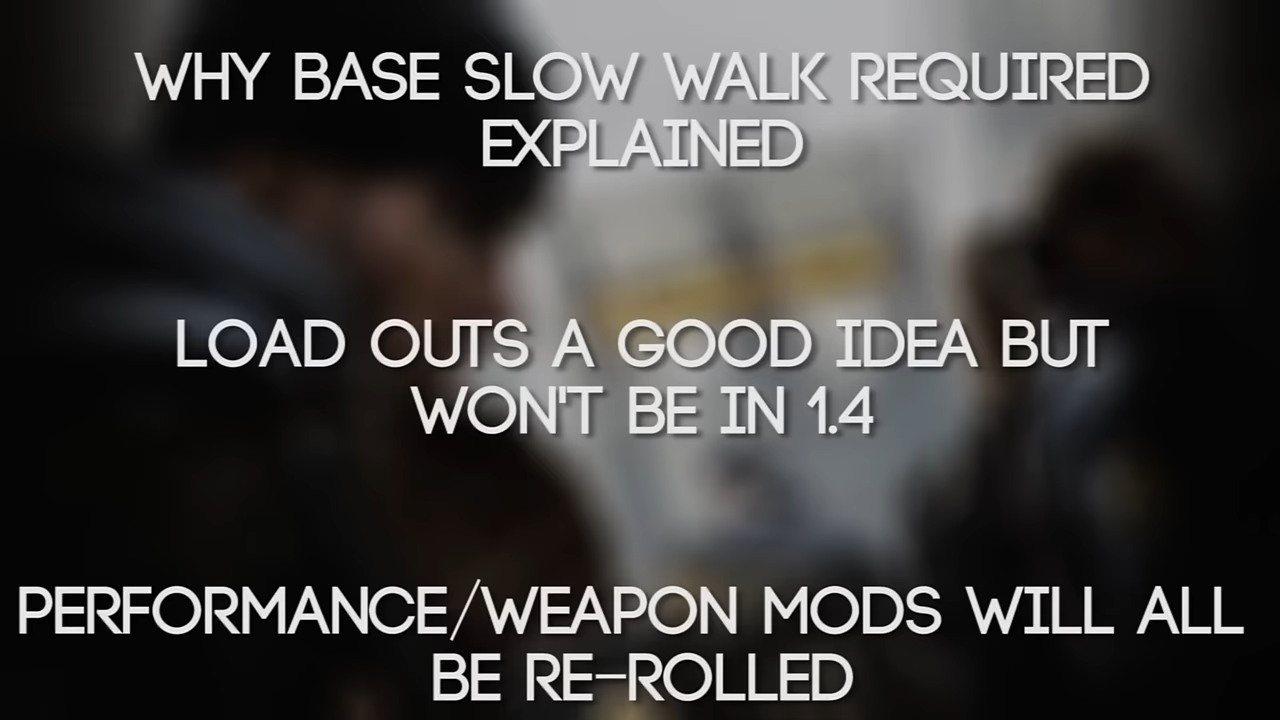 WHY BASE SLOW WALK REQUIRED
EXPLAINED
LOAD OUTS A GOOD IDEA BUT
WON'T BE IN 1.4
PERFORMANCE/WEAPON MODS WILL ALL
BE RE-ROLLED